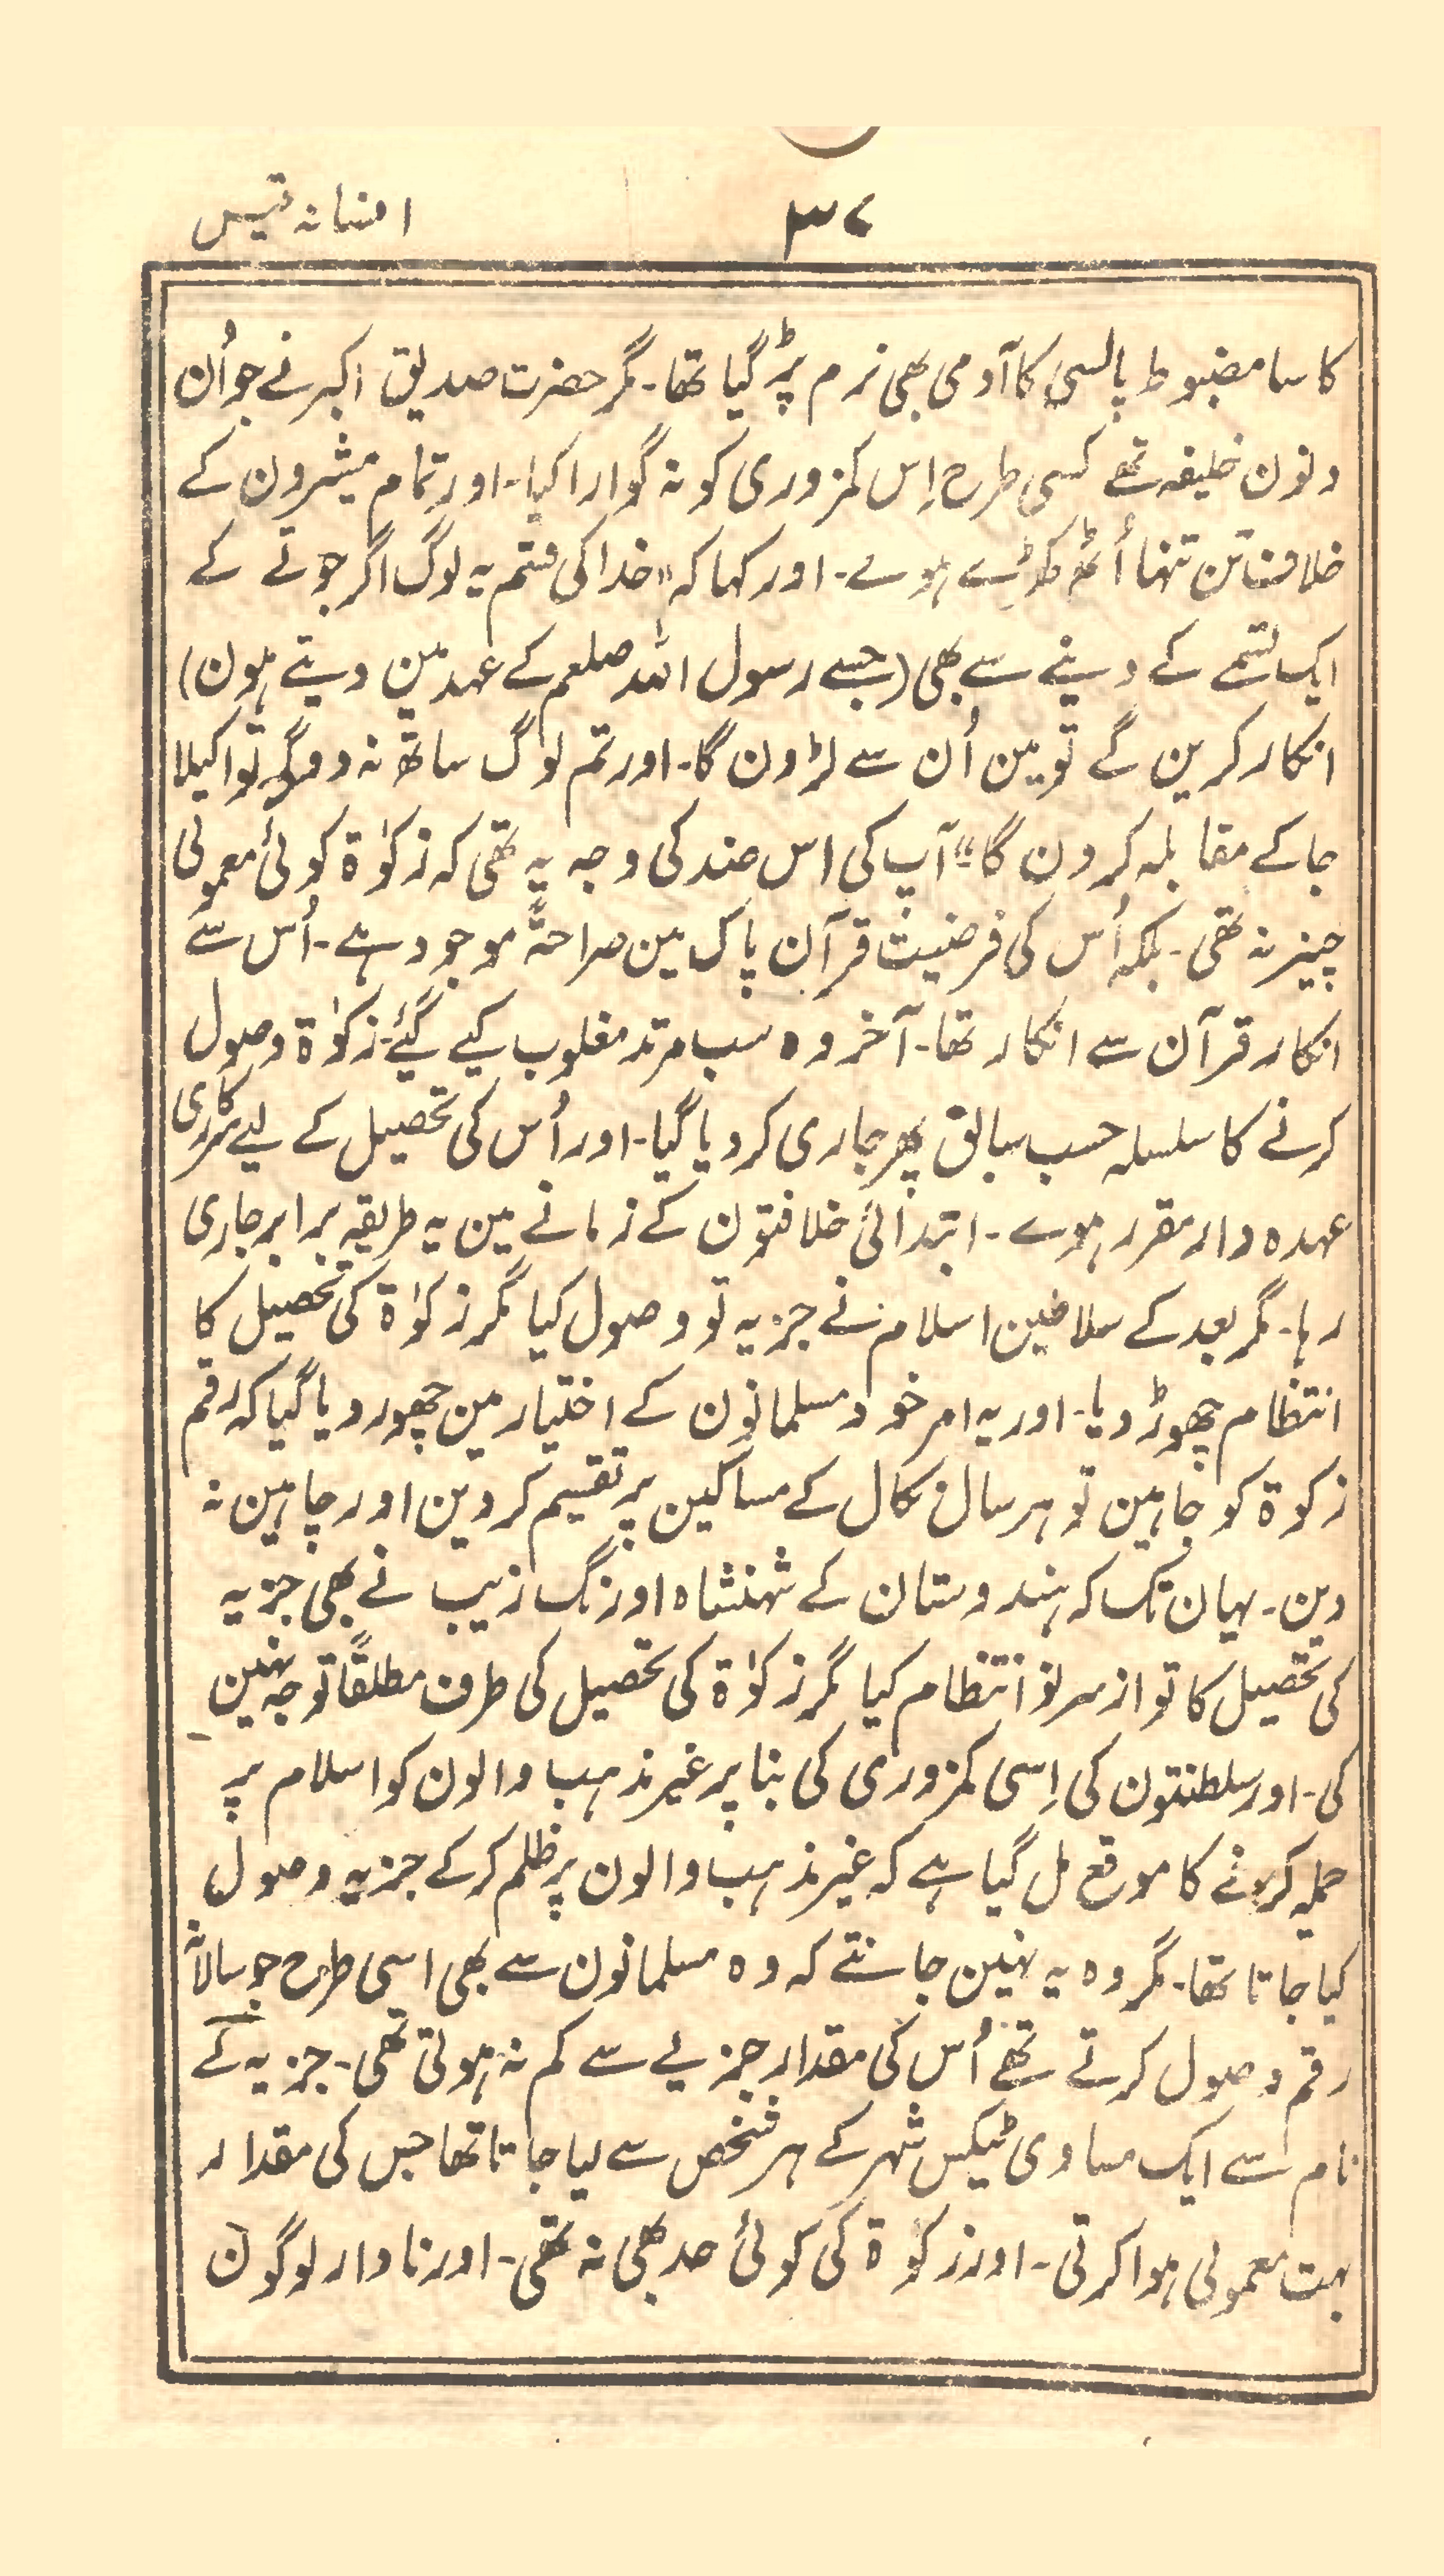 ۳۷
افسانہ قیس
کا سا مضبوط پالسی کا آدمی بھی نرم پڑ گیا تھا۔ مگر حضرت صدیق اکبر نے جو اُن
دنون خلیفہ تھے کسی طرح اِس کمزوری کو نہ گوارا کیا۔ اور تمام مشیرون کے
خلاف تن تنہا اُٹھ کھڑے ہوے۔ اور کہا کہ "خدا کی قسم یہ لوگ اگر جوتے کے
ایک تسمے کے دینے سے بھی (جسے رسول اللہ صلعم کے عہد مین دیتے ہون)
انکار کرین گے تو مین اُن سے لڑون گا۔ اور تم لوگ ساتھ نہ دوگے تو اکیلا
جا کے مقابلہ کرون گا" آپ کی اس ضد کی وجہ یہ تھی کہ زکوٰۃ کوئی معمولی
چیز نہ تھی۔ بلکہ اُس کی فرضیت قرآن پاک مین صراحۃً موجود ہے۔ اُس سے
انکار قرآن سے انکار تھا۔ آخر وہ سب مرتد مغلوب کیے گئے۔ زکوٰۃ وصول
کرنے کا سلسلہ حسب سابق پھر جاری کر دیا گیا۔ اور اُس کی تحصیل کے لیے سرکاری
عہدہ دار مقرر ہوے۔ ابتدائی خلافتون کے زمانے مین یہ طریقہ برابر جاری
رہا۔ مگر بعد کے سلاطین اسلام نے جزیہ تو وصول کیا مگر زکوٰۃ کی تحصیل کا
انتظام چھوڑ دیا۔ اور یہ امر خود مسلمانون کے اختیار مین چھوڑ دیا گیا کہ رقم
زکوۃ کو چاہین تو ہر سال نکال کے مساکین پر تقسیم کر دین اور چاہین نہ
دین۔ یہان تک کہ ہندوستان کے شہنشاہ اورنگ زیب نے بھی جزیہ
کی تحصیل کا تو از سر نو انتظام کیا مگر زکوٰۃ کی تحصیل کی طرف مطلقاً توجہ نہین
کی۔ اور سلطنتون کی اِسی کمزوری کی بنا پر غیر مذہب والون کو اسلام پر
حملہ کرنے کا موقع مل گیا ہے کہ غیر مذہب والون پر ظلم کر کے جزیہ وصول
کیا جاتا تھا۔ مگر وہ یہ نہین جانتے کہ وہ مسلمانون سے بھی اسی طرح جو سالانہ
رقم وصول کرتے تھے اُس کی مقدار جزیے سے کم نہ ہوتی تھی۔ جزیہ کے
نام سے ایک مساوی ٹیکس شہر کے ہر شخص سے لیا جاتا تھا جس کی مقدار
بہت معمولی ہوا کرتی۔ اور زکوۃ کی کوئی حد بھی نہ تھی۔ اور نادار لوگون